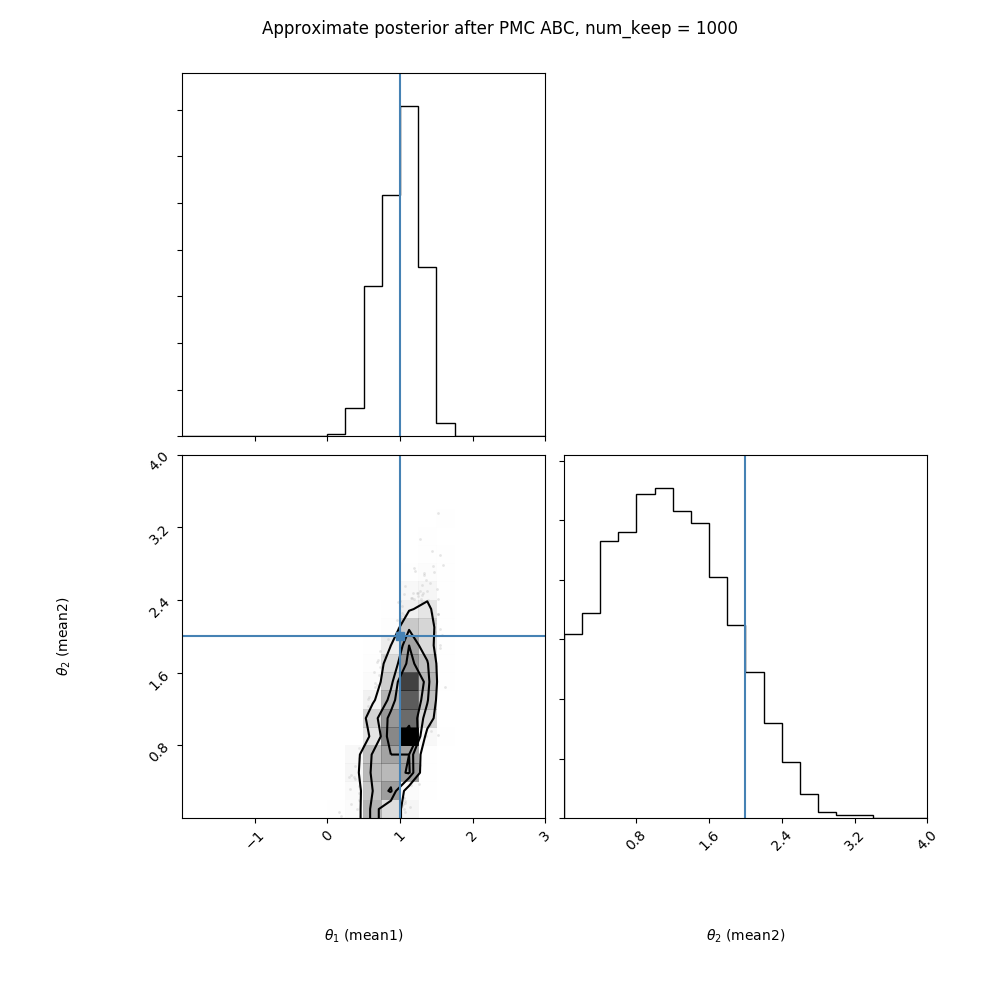 Approximate posterior after PMC ABC, num_keep = 1000
4.0
3.2
2.4
1.6
0.8
θ₂ (mean2)
−1 0 1 2 3
0.8 1.6 2.4 3.2 4.0
θ₁ (mean1) θ₂ (mean2)